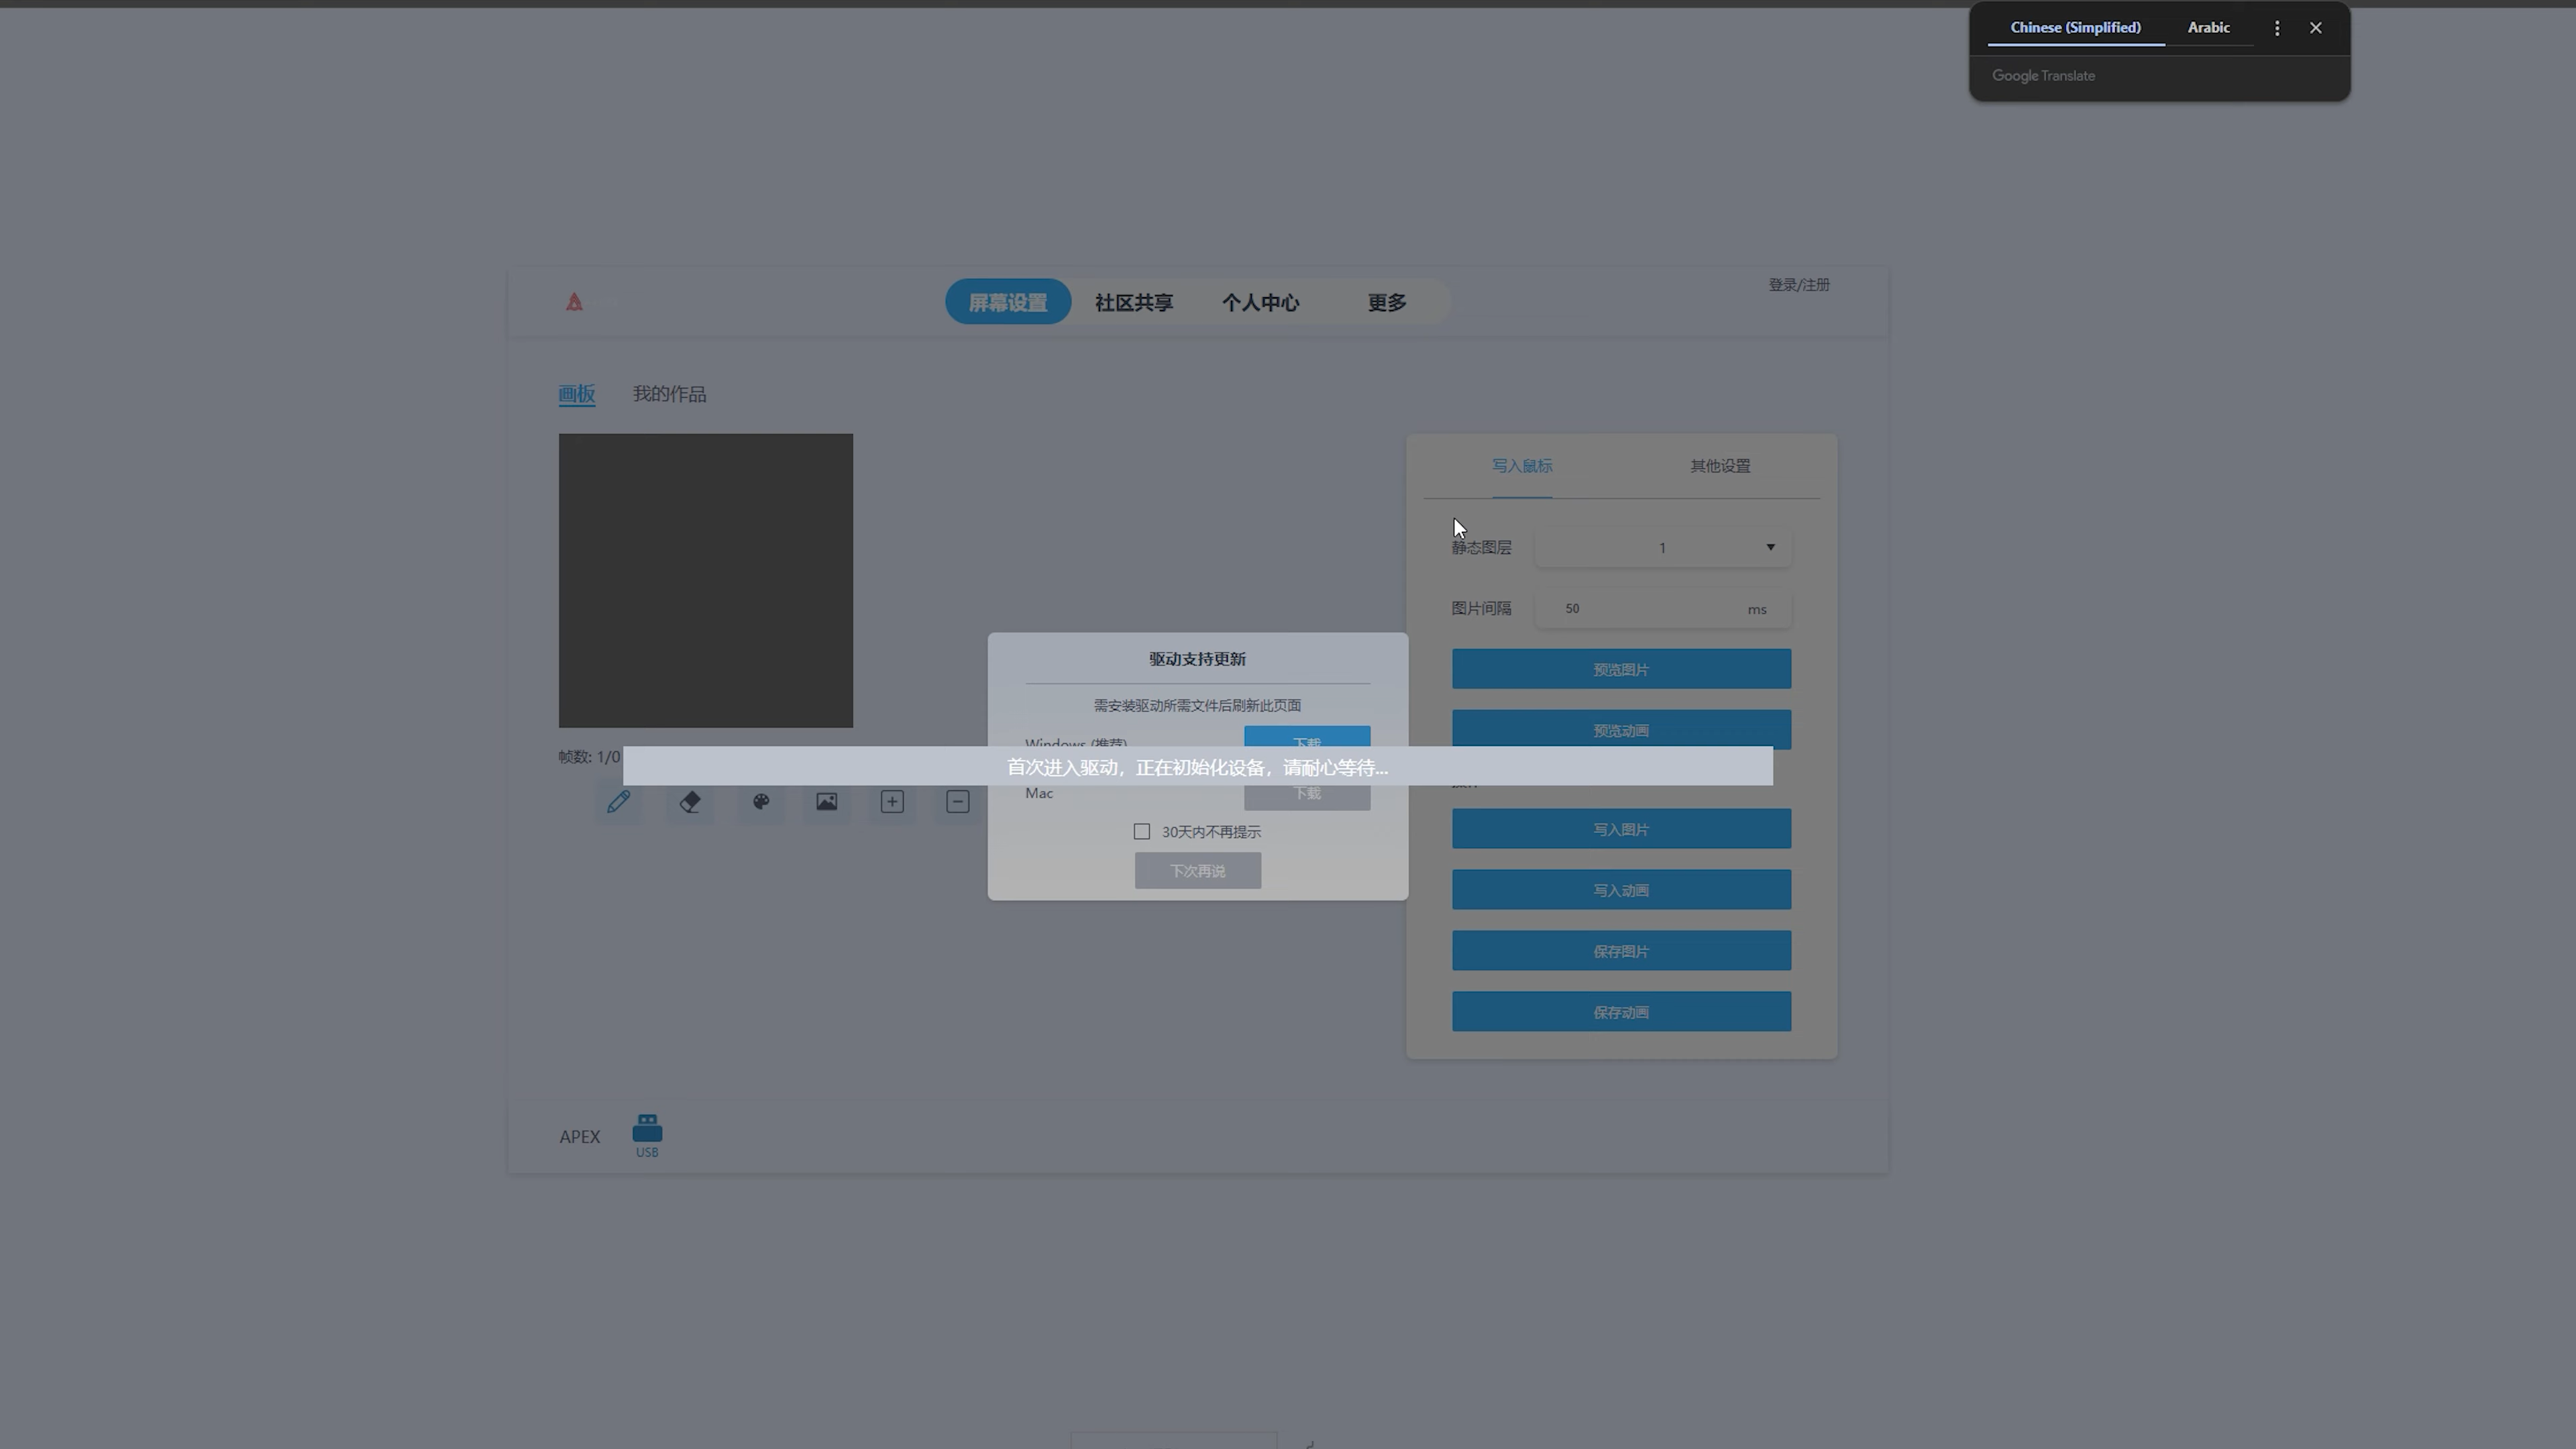 Chinese (Simplified)
Arabic
Google Translate
屏幕设置
社区共享
个人中心
更多
登录/注册
画板
我的作品
写入鼠标
其他设置
静态图层
1
图片间隔
50
ms
预览图片
预览动画
驱动支持更新
需安装驱动所需文件后刷新此页面
Windows (推荐)
下载
帧数: 1/0
首次进入驱动，正在初始化设备，请耐心等待...
Mac
下载
30天内不再提示
下次再说
写入图片
写入动画
保存图片
保存动画
APEX
USB